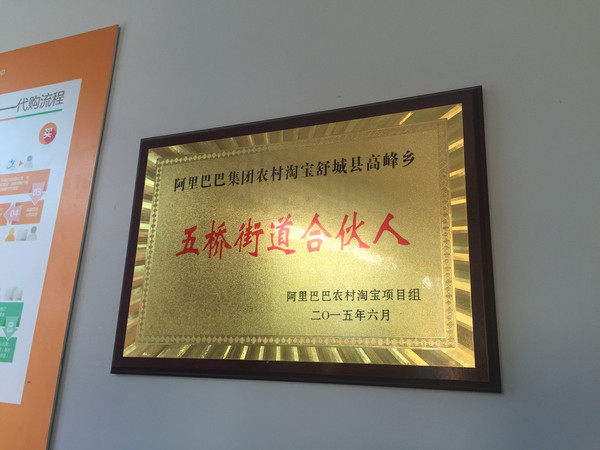 ——代购流程
买
阿里巴巴集团农村淘宝舒城县高峰乡
五桥街道合伙人
阿里巴巴农村淘宝项目组
二〇一五年六月